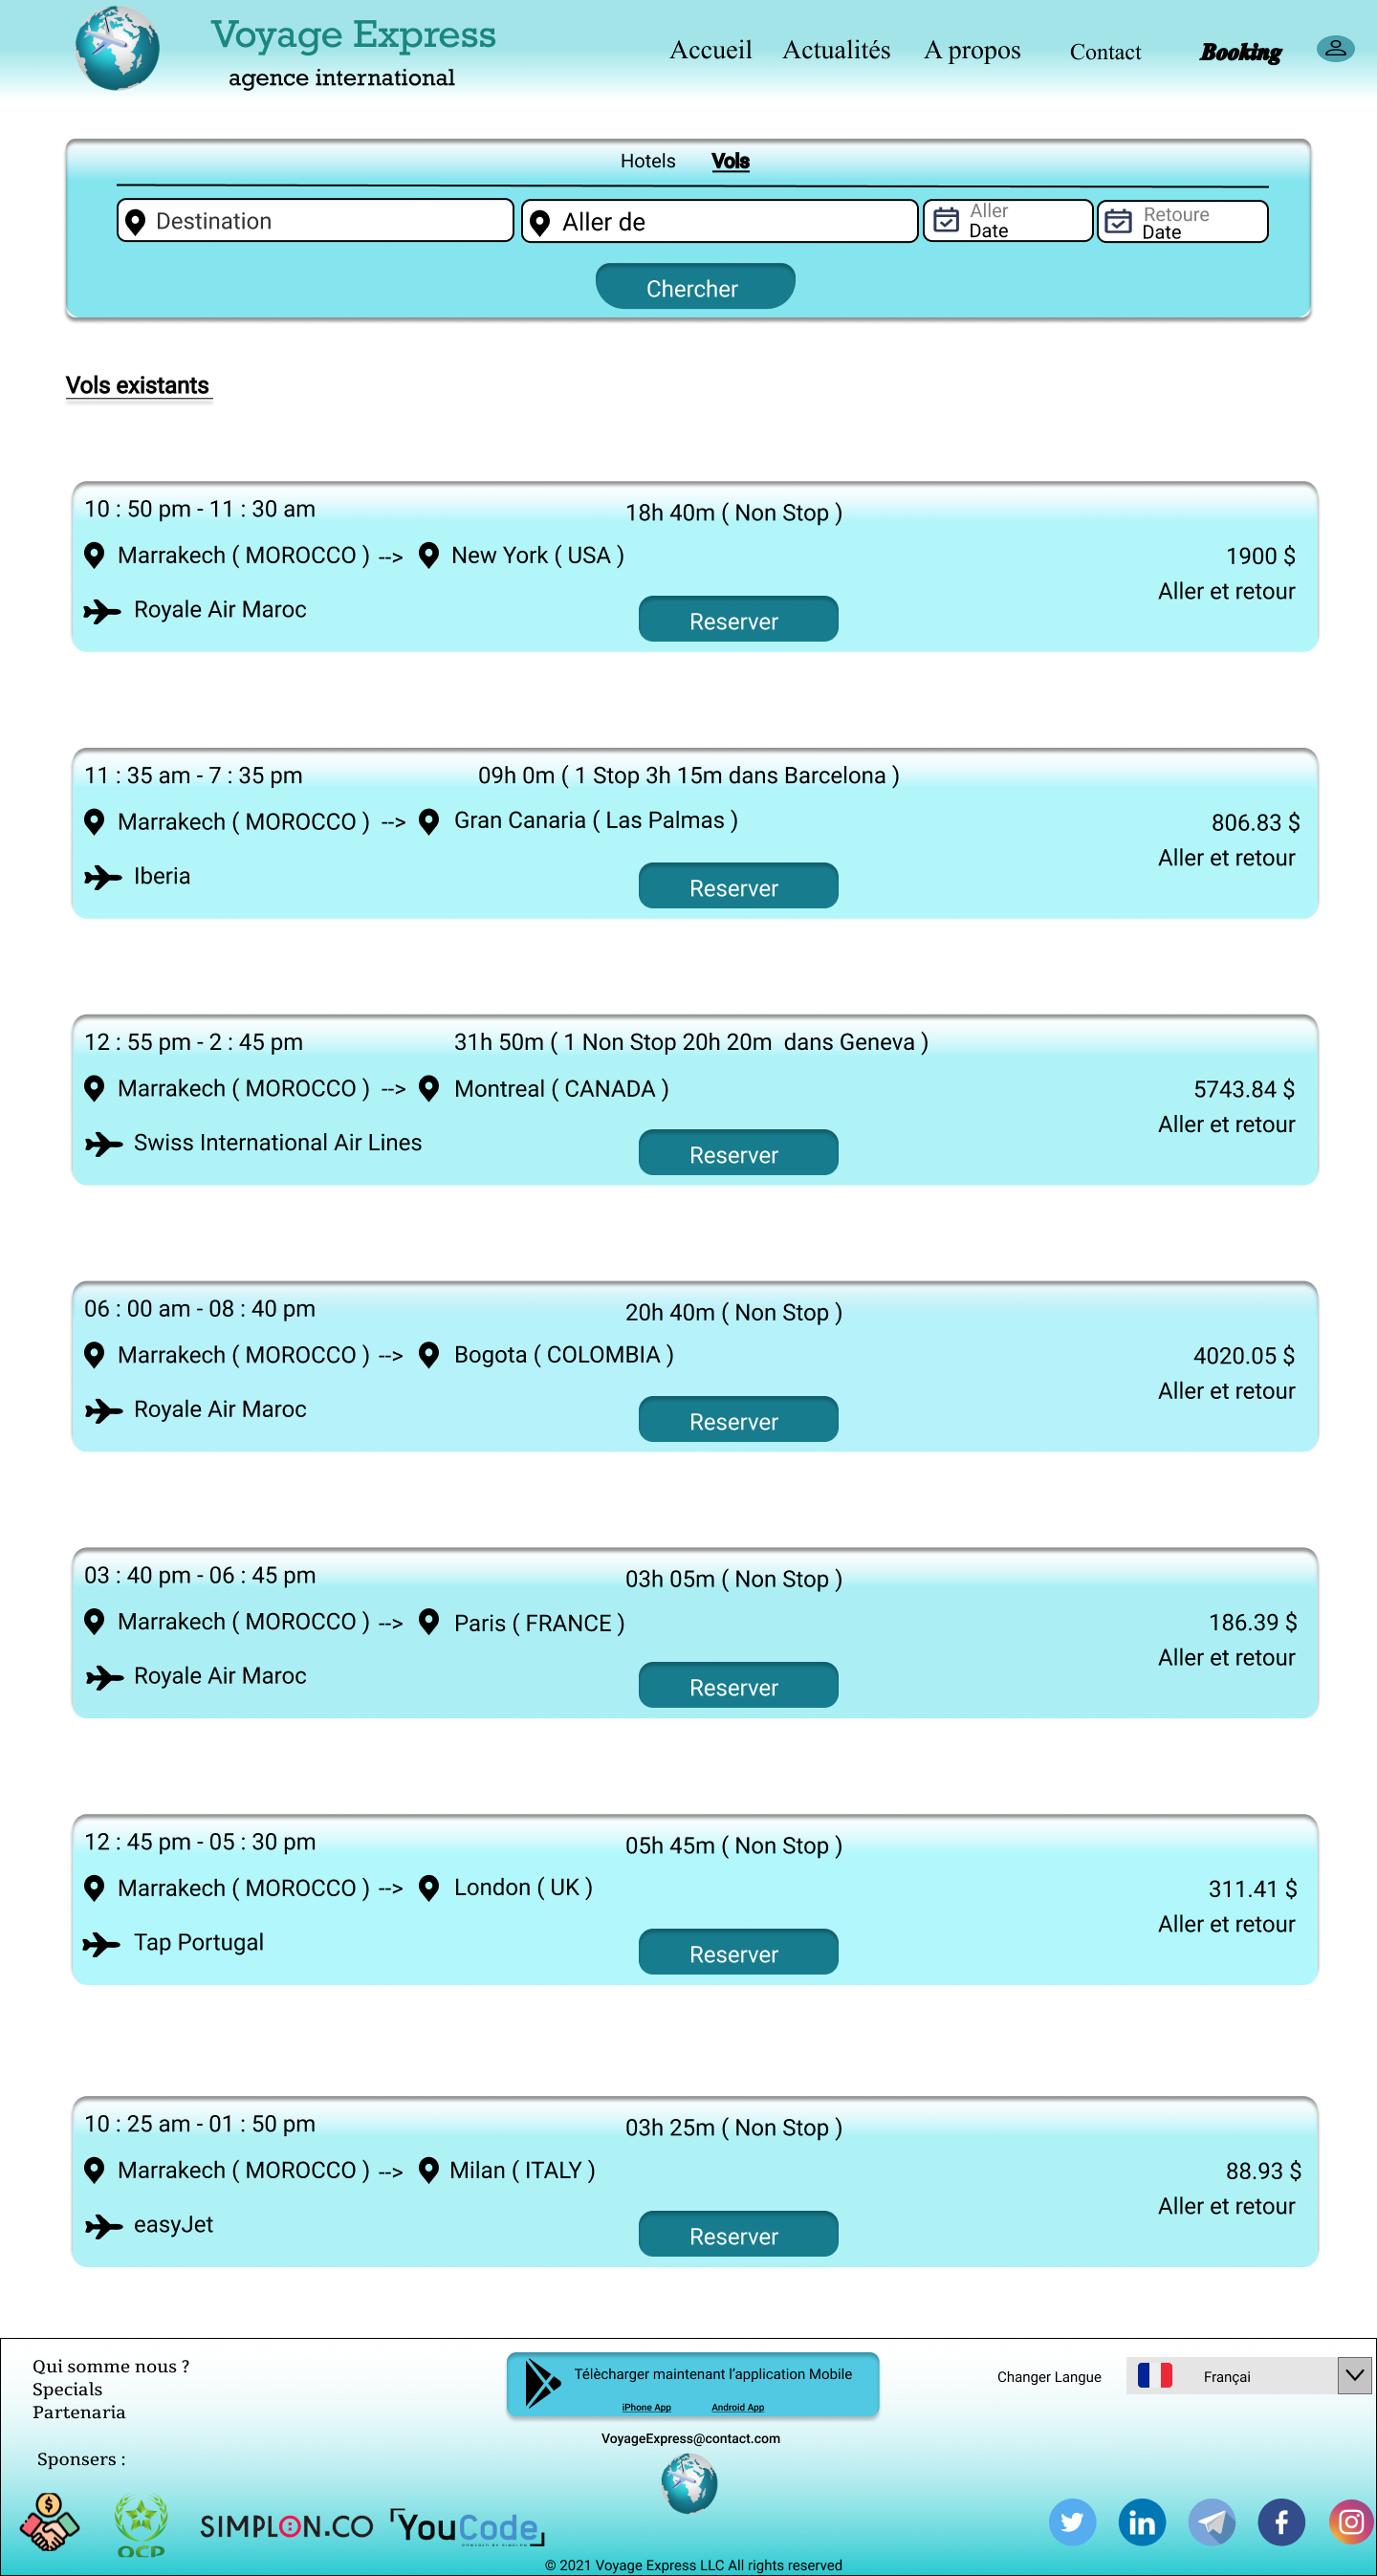 Voyage Express
agence international
Accueil Actualités A propos Contact Booking
Hotels Vols
Destination
Aller de
Aller
Date
Retoure
Date
Chercher
Vols existants
10 : 50 pm - 11 : 30 am
18h 40m ( Non Stop )
Marrakech ( MOROCCO ) --> New York ( USA )
1900 $
Aller et retour
Royale Air Maroc
Reserver
11 : 35 am - 7 : 35 pm
09h 0m ( 1 Stop 3h 15m dans Barcelona )
Marrakech ( MOROCCO ) --> Gran Canaria ( Las Palmas )
806.83 $
Aller et retour
Iberia
Reserver
12 : 55 pm - 2 : 45 pm
31h 50m ( 1 Non Stop 20h 20m dans Geneva )
Marrakech ( MOROCCO ) --> Montreal ( CANADA )
5743.84 $
Aller et retour
Swiss International Air Lines
Reserver
06 : 00 am - 08 : 40 pm
20h 40m ( Non Stop )
Marrakech ( MOROCCO ) --> Bogota ( COLOMBIA )
4020.05 $
Aller et retour
Royale Air Maroc
Reserver
03 : 40 pm - 06 : 45 pm
03h 05m ( Non Stop )
Marrakech ( MOROCCO ) --> Paris ( FRANCE )
186.39 $
Aller et retour
Royale Air Maroc
Reserver
12 : 45 pm - 05 : 30 pm
05h 45m ( Non Stop )
Marrakech ( MOROCCO ) --> London ( UK )
311.41 $
Aller et retour
Tap Portugal
Reserver
10 : 25 am - 01 : 50 pm
03h 25m ( Non Stop )
Marrakech ( MOROCCO ) --> Milan ( ITALY )
88.93 $
Aller et retour
easyJet
Reserver
Qui somme nous ?
Specials
Partenaria
Sponsers :
OCP
SIMPLON.CO
YouCode
POWERED BY SIMPLON
Télècharger maintenant l'application Mobile
iPhone App Android App
VoyageExpress@contact.com
Changer Langue Françai
© 2021 Voyage Express LLC All rights reserved